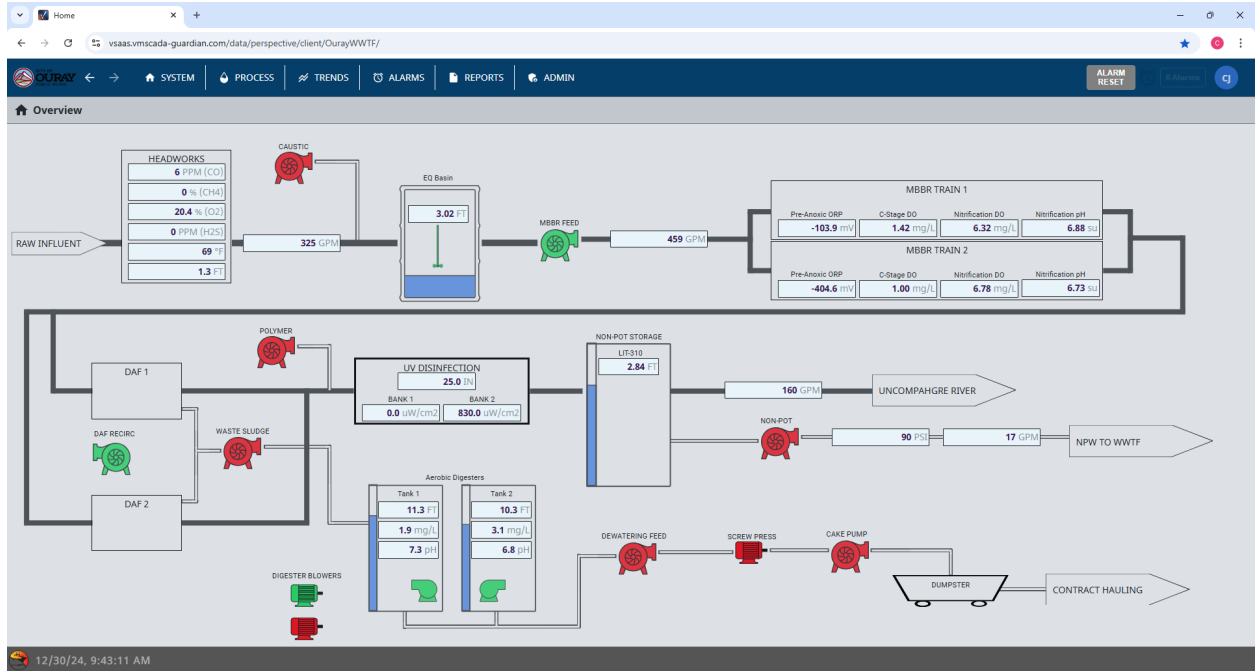 Home
vsaas.vmscada-guardian.com/data/perspective/client/OurayWWTF/
C
OURAY
SYSTEM
PROCESS
TRENDS
ALARMS
REPORTS
ADMIN
ALARM
RESET
CJ
Overview
HEADWORKS
6 PPM (CO)
0 % (CH4)
20.4 % (O2)
0 PPM (H2S)
69 °F
1.3 FT
RAW INFLUENT
CAUSTIC
325 GPM
EQ Basin
3.02 FT
MBBR FEED
459 GPM
MBBR TRAIN 1
Pre-Anoxic ORP
C-Stage DO
Nitrification DO
Nitrification pH
-103.9 mV
1.42 mg/L
6.32 mg/L
6.88 su
MBBR TRAIN 2
Pre-Anoxic ORP
C-Stage DO
Nitrification DO
Nitrification pH
-404.6 mV
1.00 mg/L
6.78 mg/L
6.73 su
DAF 1
DAF RECIRC
DAF 2
WASTE SLUDGE
POLYMER
UV DISINFECTION
25.0 IN
BANK 1
BANK 2
0.0 uW/cm2
830.0 uW/cm2
NON-POT STORAGE
LIT-310
2.84 FT
160 GPM
UNCOMPAHGRE RIVER
NON-POT
90 PSI
17 GPM
NPW TO WWTF
Aerobic Digesters
Tank 1
11.3 FT
1.9 mg/L
7.3 pH
Tank 2
10.3 FT
3.1 mg/L
6.8 pH
DIGESTER BLOWERS
DEWATERING FEED
SCREW PRESS
CAKE PUMP
DUMPSTER
CONTRACT HAULING
12/30/24, 9:43:11 AM